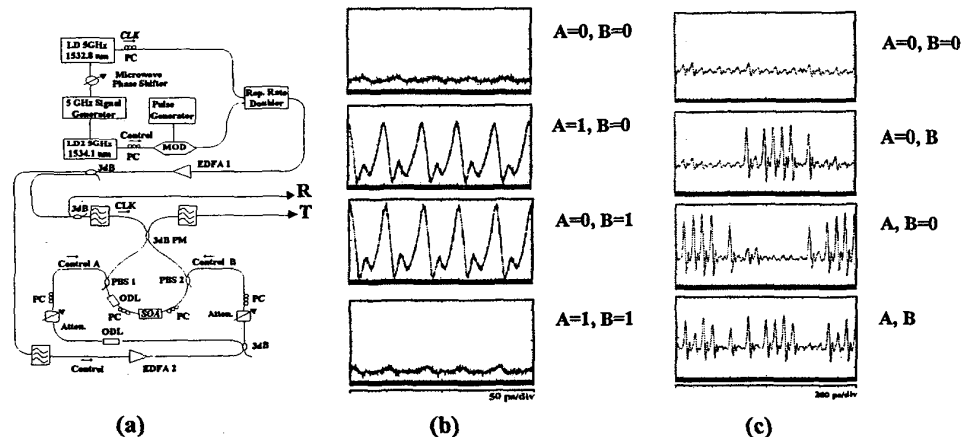 CLK
LD 5GHz
1532.8 nm
PC
Microwave
Phase Shifter
5 GHz Signal
Generator
Pulse
Generator
Rep. Rate
Doubler
LD2 5GHz
1534.1 nm
Control
PC
MOD
3dB
EDFA 1
R
T
3dB
CLK
3dB PM
Control A
Control B
PBS 1
PBS 2
ODL
SOA
PC
PC
PC
PC
Atten.
Atten.
ODL
3dB
Control
EDFA 2
(a)
A=0, B=0
A=1, B=0
A=0, B=1
A=1, B=1
50 ps/div
(b)
A=0, B=0
A=0, B
A, B=0
A, B
200 ps/div
(c)